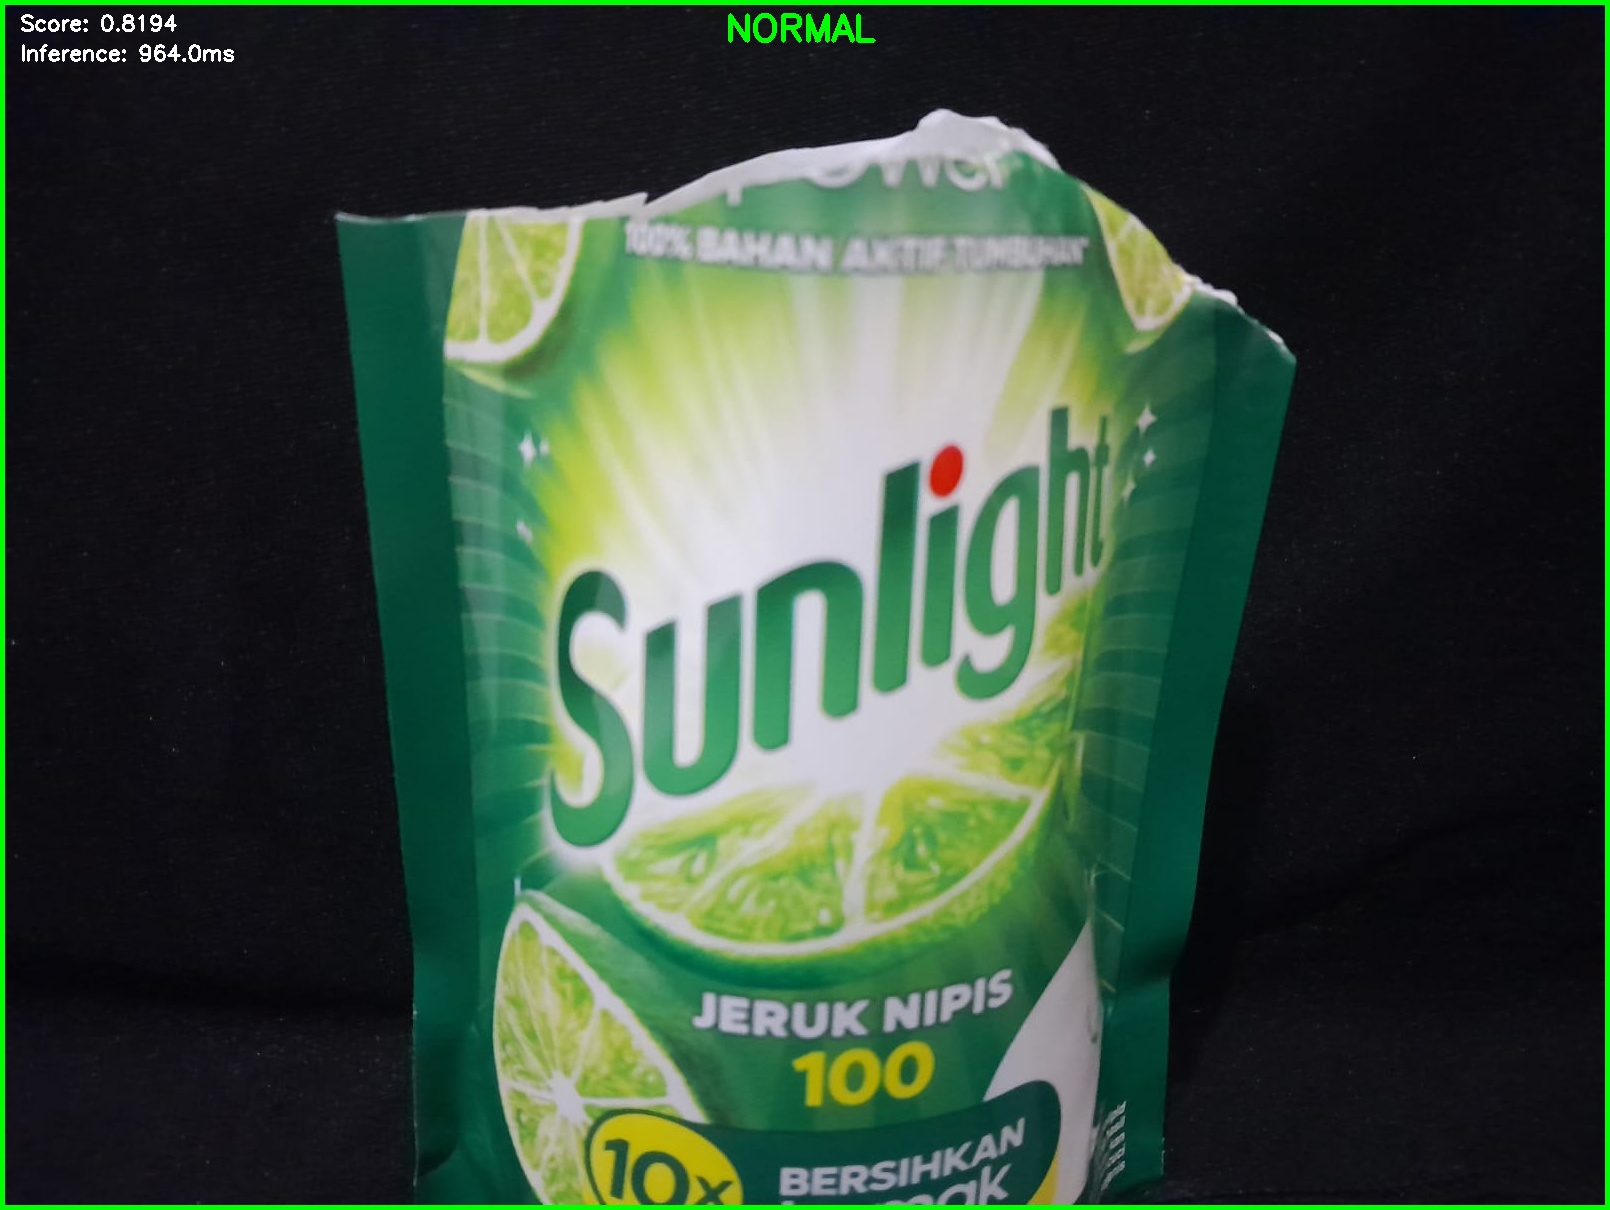 Score: 0.8194
NORMAL
Inference: 964.0ms
100% BAHAN AKTIF TUMBUHAN*
Sunlight
JERUK NIPIS
100
10x
BERSIHKAN